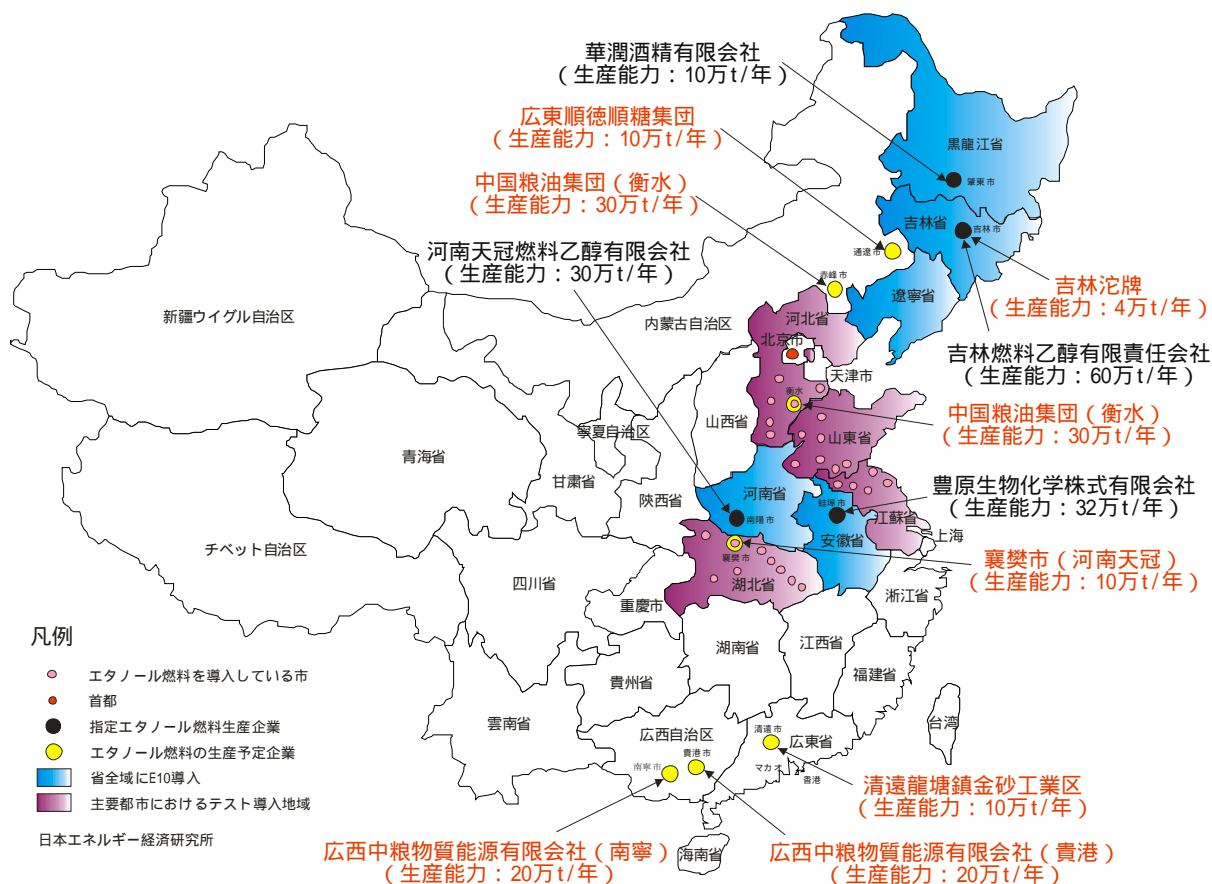 華潤酒精有限会社
(生産能力:10万t/年)
広東順徳順糖集団
(生産能力:10万t/年)
中国粮油集団(衡水)
(生産能力:30万t/年)
河南天冠燃料乙醇有限会社
(生産能力:30万t/年)
黒龍江省
肇東市
吉林省
吉林市
通遼市
赤峰市
遼寧省
吉林沱牌
(生産能力:4万t/年)
吉林燃料乙醇有限責任会社
(生産能力:60万t/年)
新疆ウイグル自治区
内蒙古自治区
河北省
北京市
天津市
衡水
中国粮油集団(衡水)
(生産能力:30万t/年)
山西省
山東省
寧夏自治区
青海省
甘粛省
陜西省
河南省
南陽市
蚌埠市
豊原生物化学株式有限会社
(生産能力:32万t/年)
江蘇省
安徽省
上海
チベット自治区
襄樊市
襄樊市(河南天冠)
(生産能力:10万t/年)
四川省
湖北省
重慶市
浙江省
湖南省
江西省
福建省
貴州省
雲南省
台湾
広西自治区
貴港市
南寧市
清遠市
広東省
マカオ
香港
清遠龍塘鎮金砂工業区
(生産能力:10万t/年)
海南省
広西中粮物質能源有限会社(南寧)
(生産能力:20万t/年)
広西中粮物質能源有限会社(貴港)
(生産能力:20万t/年)
凡例
エタノール燃料を導入している市
首都
指定エタノール燃料生産企業
エタノール燃料の生産予定企業
省全域にE10導入
主要都市におけるテスト導入地域
日本エネルギー経済研究所